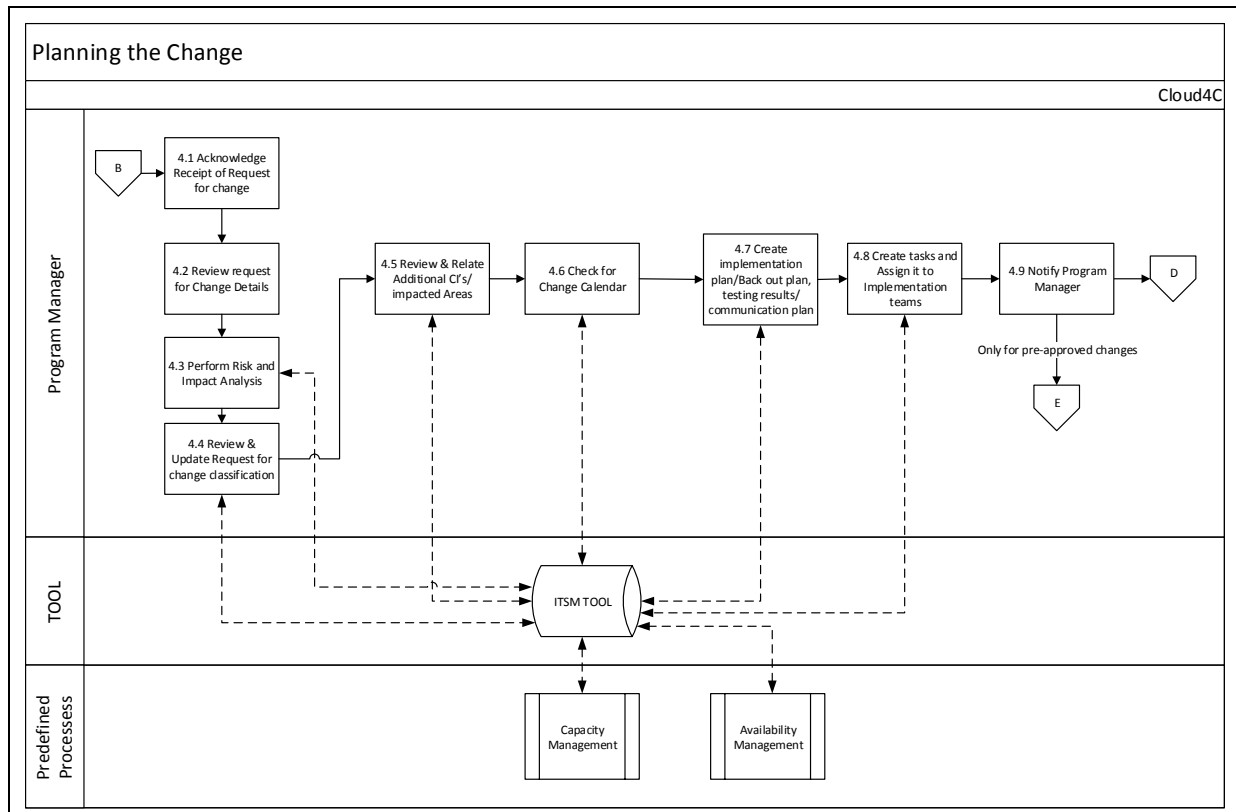 Planning the Change
Cloud4C
Program Manager
B
4.1 Acknowledge
Receipt of Request
for change
4.2 Review request
for Change Details
4.3 Perform Risk and
Impact Analysis
4.4 Review &
Update Request for
change classification
4.5 Review & Relate
Additional CI's/
impacted Areas
4.6 Check for
Change Calendar
4.7 Create
implementation
plan/Back out plan,
testing results/
communication plan
4.8 Create tasks and
Assign it to
Implementation
teams
4.9 Notify Program
Manager
D
Only for pre-approved changes
E
TOOL
ITSM TOOL
Predefined
Processess
Capacity
Management
Availability
Management